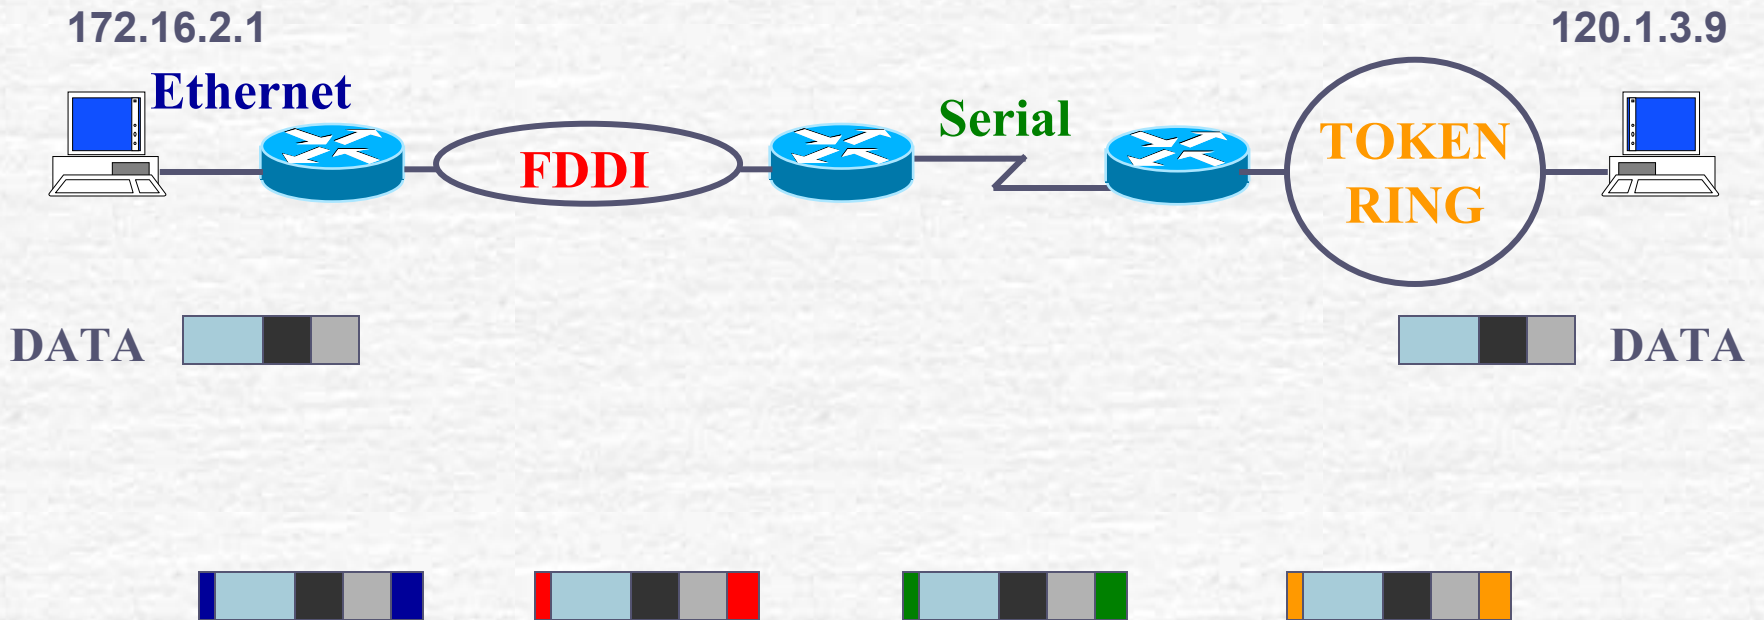 172.16.2.1
120.1.3.9
Ethernet
Serial
FDDI
TOKEN
RING
DATA
DATA